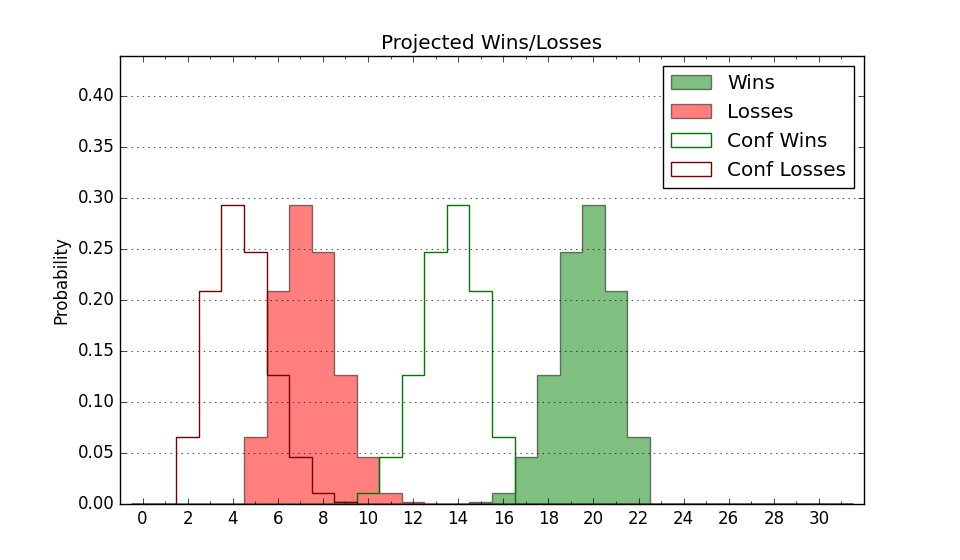 Projected Wins/Losses
Wins
Losses
Conf Wins
Conf Losses
Probability
0.40
0.35
0.30
0.25
0.30
0.15
0.10
0.05
0.00
0 2 4 6 8 10 12 14 16 18 20 22 24 26 28 30